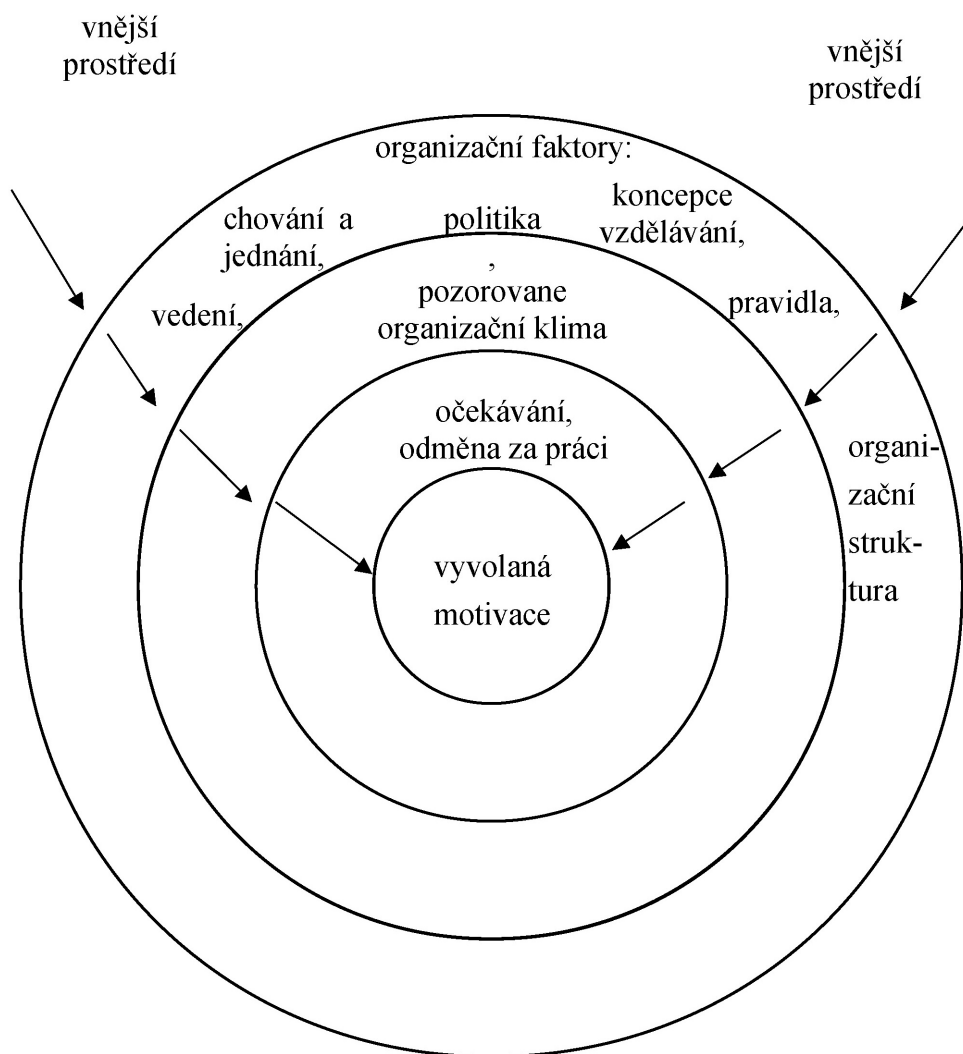 vnější
prostředí
vnější
prostředí
organizační faktory:
chování a
jednání,
politika
,
koncepce
vzdělávání,
vedení,
pravidla,
pozorovane
organizační klima
očekávání,
odměna za práci
organi-
zační
struk-
tura
vyvolaná
motivace